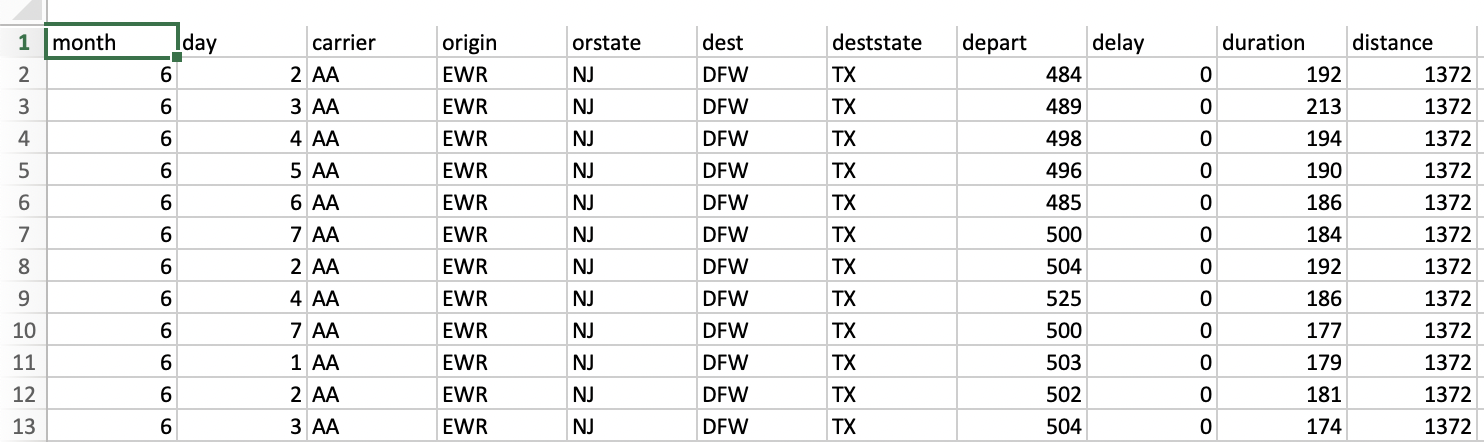 1 month day carrier origin orstate dest deststate depart delay duration distance
2 6 2 AA EWR NJ DFW TX 484 0 192 1372
3 6 3 AA EWR NJ DFW TX 489 0 213 1372
4 6 4 AA EWR NJ DFW TX 498 0 194 1372
5 6 5 AA EWR NJ DFW TX 496 0 190 1372
6 6 6 AA EWR NJ DFW TX 485 0 186 1372
7 6 7 AA EWR NJ DFW TX 500 0 184 1372
8 6 2 AA EWR NJ DFW TX 504 0 192 1372
9 6 4 AA EWR NJ DFW TX 525 0 186 1372
10 6 7 AA EWR NJ DFW TX 500 0 177 1372
11 6 1 AA EWR NJ DFW TX 503 0 179 1372
12 6 2 AA EWR NJ DFW TX 502 0 181 1372
13 6 3 AA EWR NJ DFW TX 504 0 174 1372